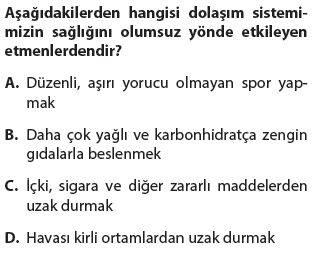 Aşağıdakilerden hangisi dolaşım sistemi-
mizin sağlığını olumsuz yönde etkileyen
etmenlerdendir?
A. Düzenli, aşırı yorucu olmayan spor yap-
mak
B. Daha çok yağlı ve karbonhidratça zengin
gıdalarla beslenmek
C. İçki, sigara ve diğer zararlı maddelerden
uzak durmak
D. Havası kirli ortamlardan uzak durmak